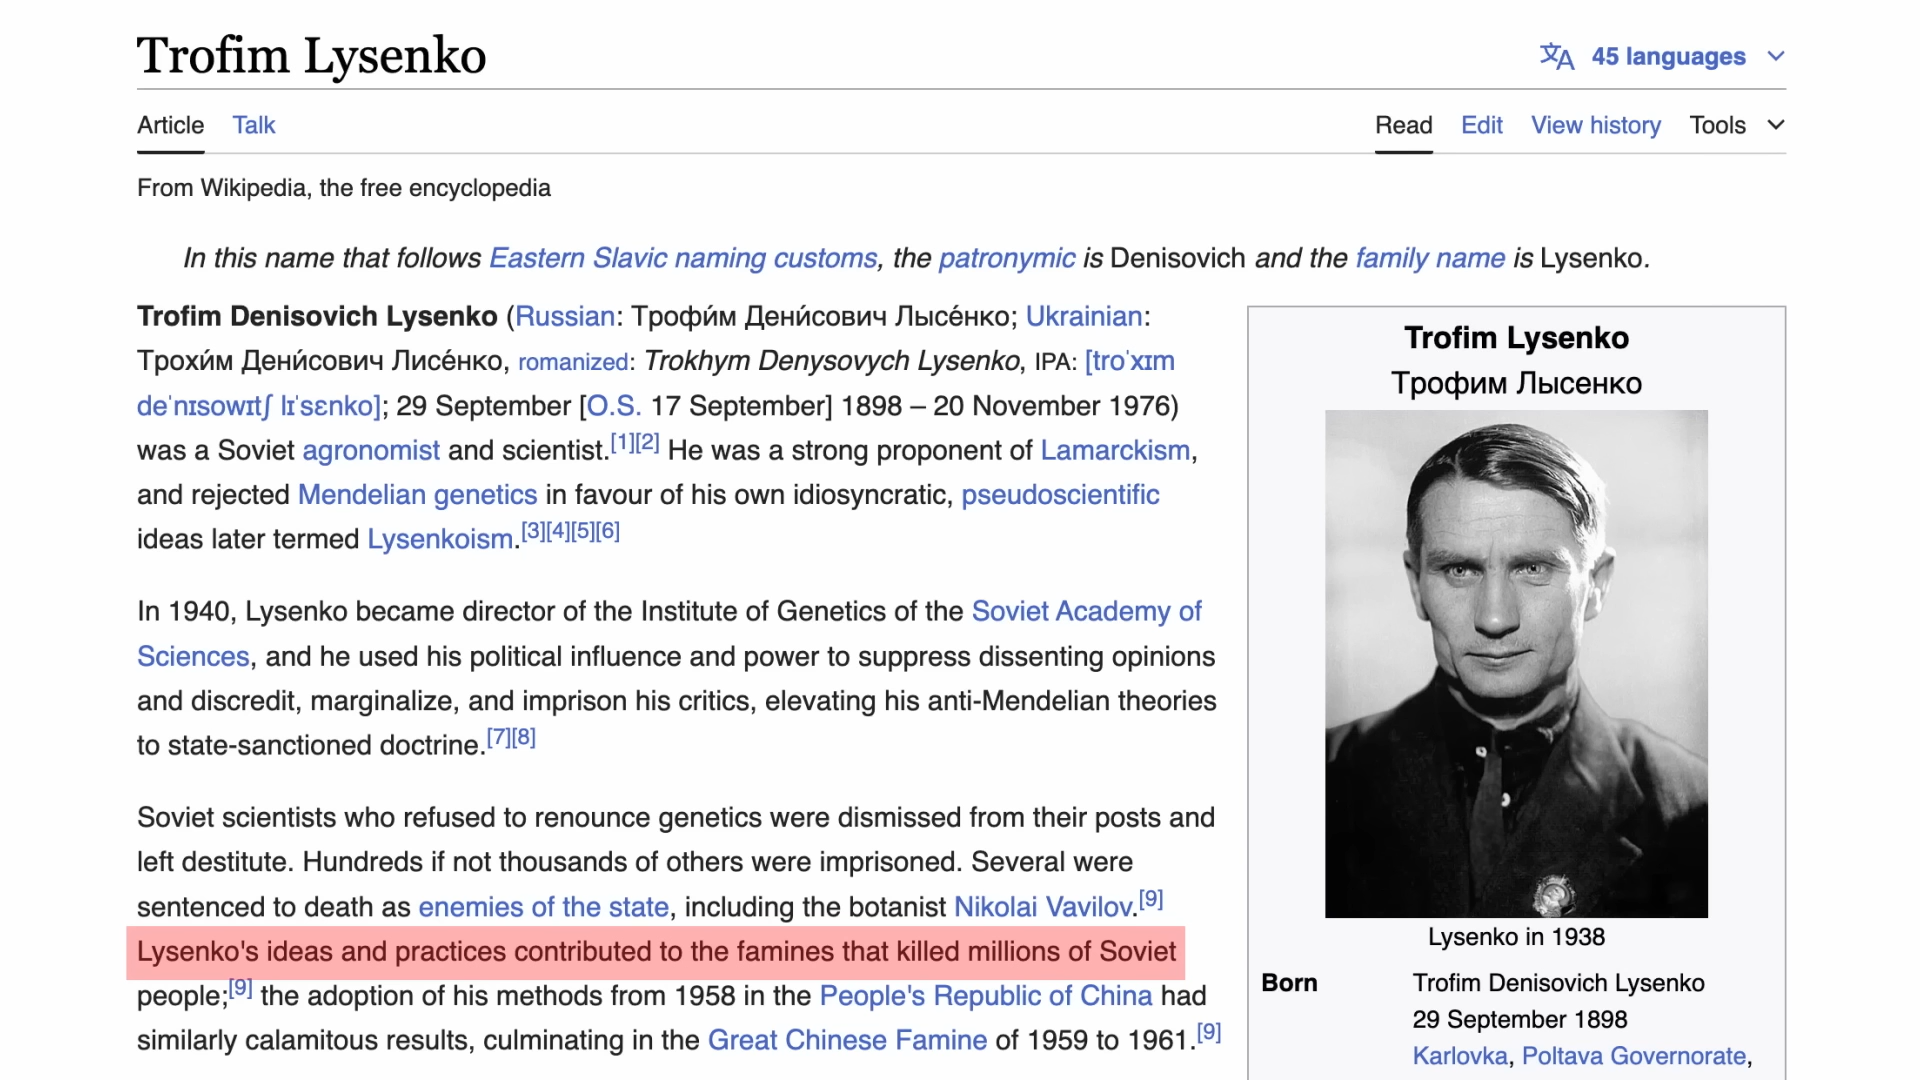 Trofim Lysenko
45 languages
Article Talk
Read Edit View history Tools
From Wikipedia, the free encyclopedia
In this name that follows Eastern Slavic naming customs, the patronymic is Denisovich and the family name is Lysenko.
Trofim Denisovich Lysenko (Russian: Трофи́м Дени́сович Лысе́нко; Ukrainian:
Трохи́м Дени́сович Лисе́нко, romanized: Trokhym Denysovych Lysenko, IPA: [troˈxɪm
deˈnɪsowɪtʃ lɪˈsɛnko]; 29 September [O.S. 17 September] 1898 – 20 November 1976)
was a Soviet agronomist and scientist.[1][2] He was a strong proponent of Lamarckism,
and rejected Mendelian genetics in favour of his own idiosyncratic, pseudoscientific
ideas later termed Lysenkoism.[3][4][5][6]
In 1940, Lysenko became director of the Institute of Genetics of the Soviet Academy of
Sciences, and he used his political influence and power to suppress dissenting opinions
and discredit, marginalize, and imprison his critics, elevating his anti-Mendelian theories
to state-sanctioned doctrine.[7][8]
Soviet scientists who refused to renounce genetics were dismissed from their posts and
left destitute. Hundreds if not thousands of others were imprisoned. Several were
sentenced to death as enemies of the state, including the botanist Nikolai Vavilov.[9]
Lysenko's ideas and practices contributed to the famines that killed millions of Soviet
people;[9] the adoption of his methods from 1958 in the People's Republic of China had
similarly calamitous results, culminating in the Great Chinese Famine of 1959 to 1961.[9]
Trofim Lysenko
Трофим Лысенко
Lysenko in 1938
Born Trofim Denisovich Lysenko
29 September 1898
Karlovka, Poltava Governorate,